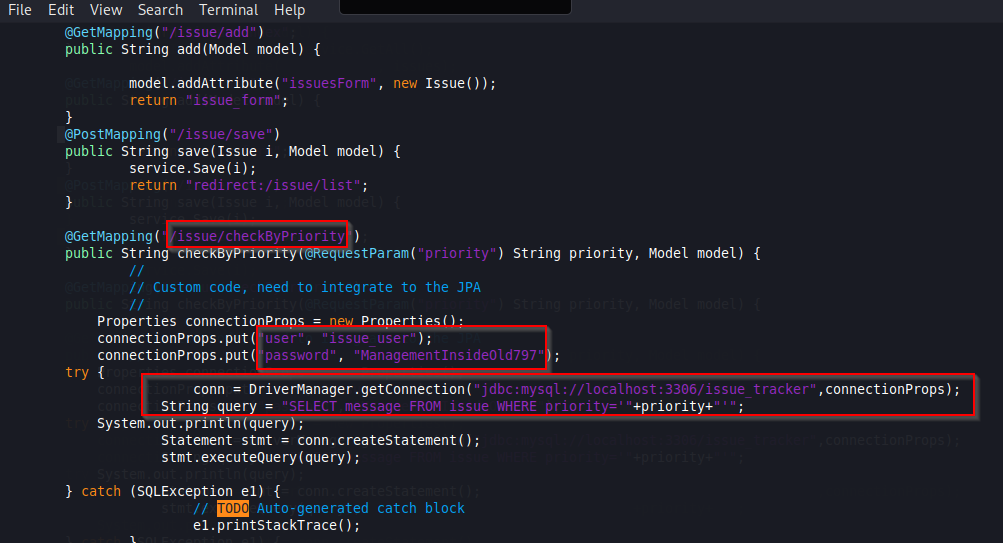 File Edit View Search Terminal Help
@GetMapping("/issue/add")
public String add(Model model) {
model.addAttribute("issuesForm", new Issue());
return "issue_form";
}
@PostMapping("/issue/save")
public String save(Issue i, Model model) {
service.Save(i);
return "redirect:/issue/list";
}
@GetMapping("/issue/checkByPriority")
public String checkByPriority(@RequestParam("priority") String priority, Model model) {
//
// Custom code, need to integrate to the JPA
//
Properties connectionProps = new Properties();
connectionProps.put("user", "issue_user");
connectionProps.put("password", "ManagementInsideOld797");
try {
conn = DriverManager.getConnection("jdbc:mysql://localhost:3306/issue_tracker",connectionProps);
String query = "SELECT message FROM issue WHERE priority='"+priority+"'";
System.out.println(query);
Statement stmt = conn.createStatement();
stmt.executeQuery(query);
} catch (SQLException e1) {
// TODO Auto-generated catch block
e1.printStackTrace();
}